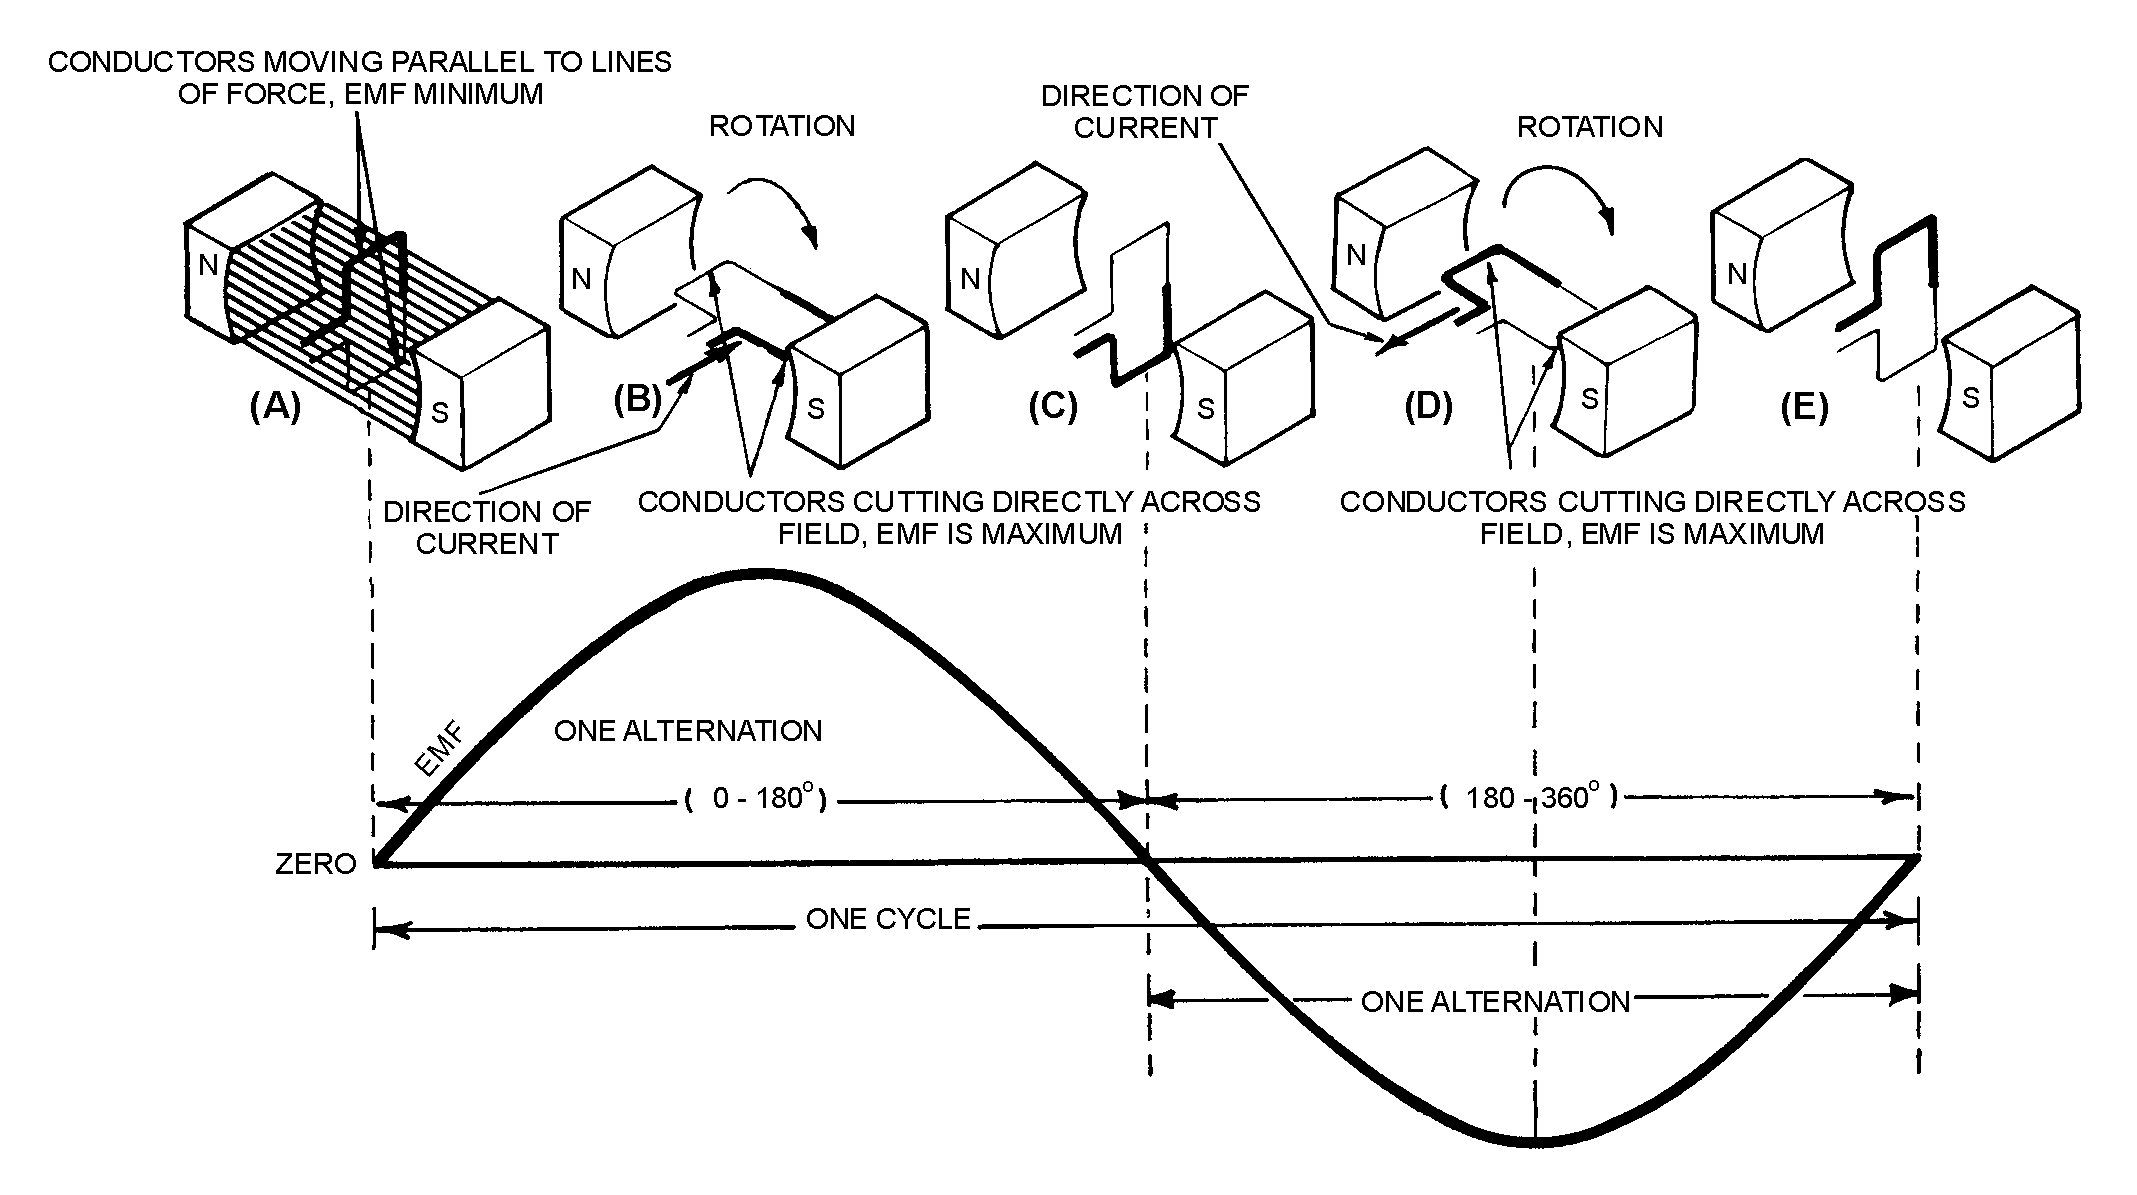 CONDUCTORS MOVING PARALLEL TO LINES
OF FORCE, EMF MINIMUM
ROTATION
DIRECTION OF
CURRENT
ROTATION
N
S
(A)
N
S
(B)
N
S
(C)
N
S
(D)
N
S
(E)
DIRECTION OF
CURRENT
CONDUCTORS CUTTING DIRECTLY ACROSS
FIELD, EMF IS MAXIMUM
CONDUCTORS CUTTING DIRECTLY ACROSS
FIELD, EMF IS MAXIMUM
EMF
ONE ALTERNATION
( 0 - 180° )
( 180 - 360° )
ZERO
ONE CYCLE
ONE ALTERNATION